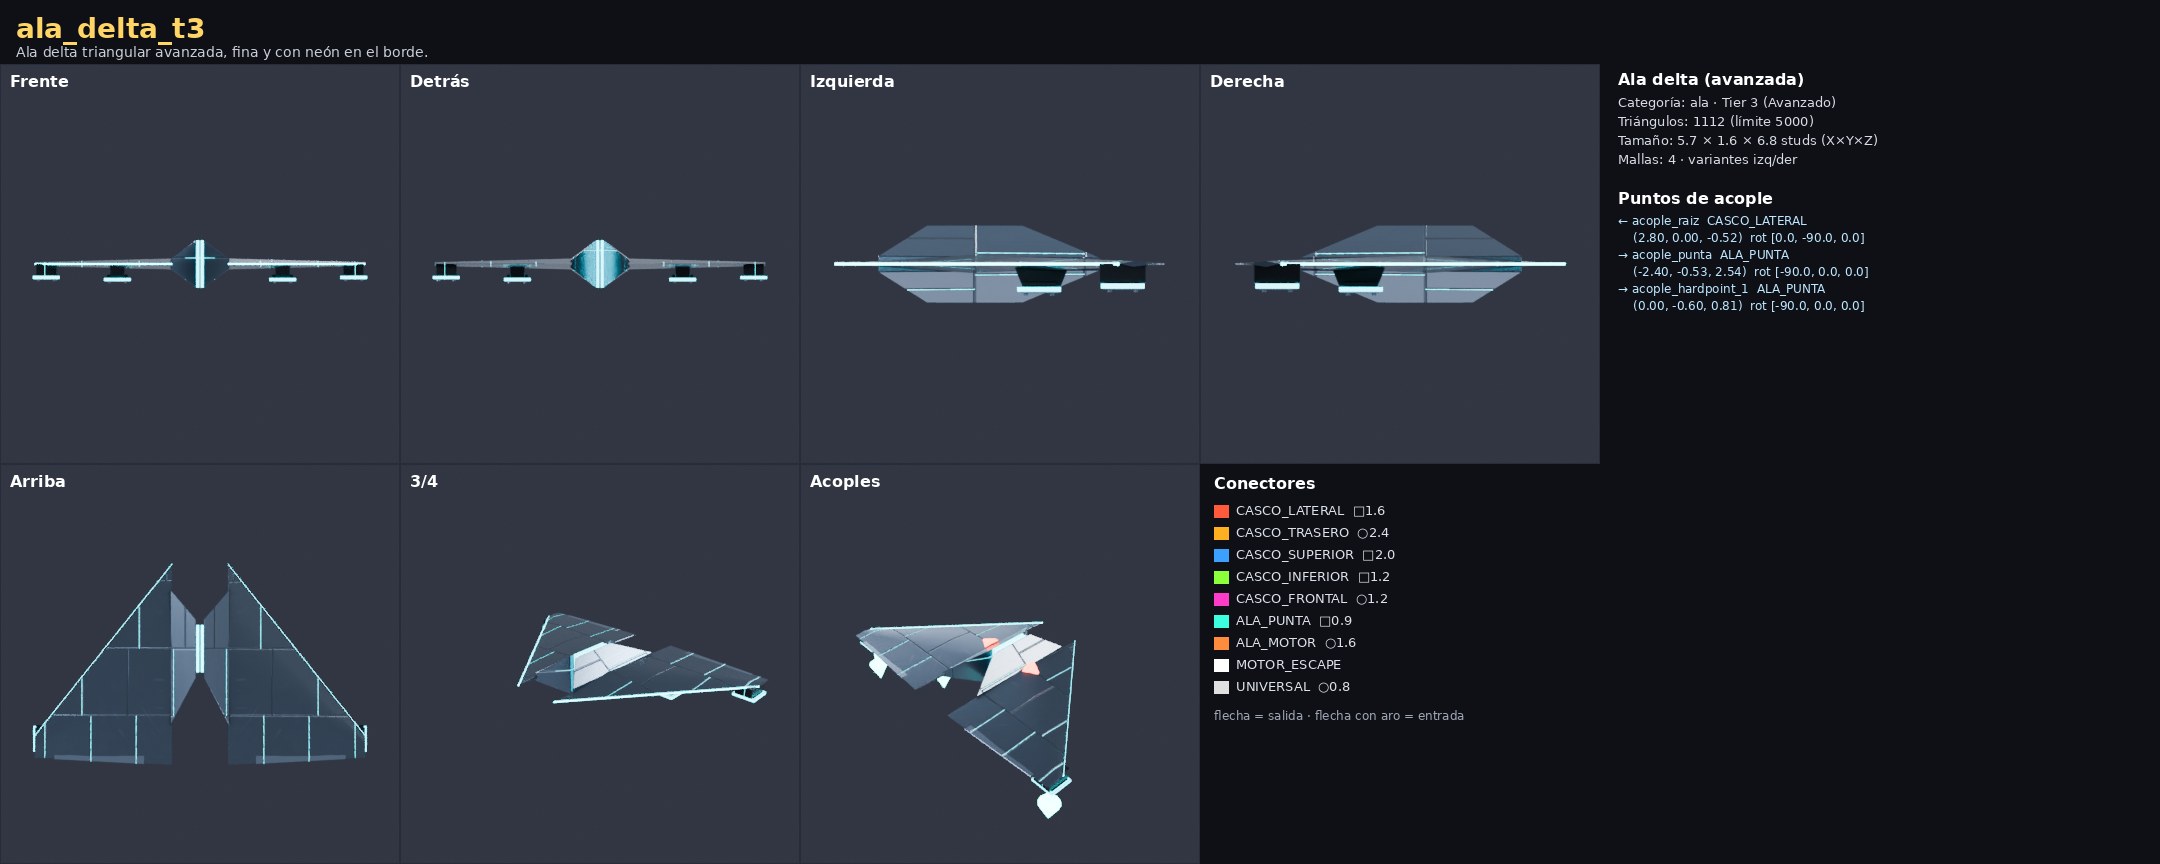 ala_delta_t3
Ala delta triangular avanzada, fina y con neón en el borde.
Frente
Detrás
Izquierda
Derecha
Ala delta (avanzada)
Categoría: ala · Tier 3 (Avanzado)
Triángulos: 1112 (límite 5000)
Tamaño: 5.7 × 1.6 × 6.8 studs (X×Y×Z)
Mallas: 4 · variantes izq/der
Puntos de acople
← acople_raiz CASCO_LATERAL
(2.80, 0.00, -0.52) rot [0.0, -90.0, 0.0]
→ acople_punta ALA_PUNTA
(-2.40, -0.53, 2.54) rot [-90.0, 0.0, 0.0]
→ acople_hardpoint_1 ALA_PUNTA
(0.00, -0.60, 0.81) rot [-90.0, 0.0, 0.0]
Arriba
3/4
Acoples
Conectores
CASCO_LATERAL □1.6
CASCO_TRASERO ○2.4
CASCO_SUPERIOR □2.0
CASCO_INFERIOR □1.2
CASCO_FRONTAL ○1.2
ALA_PUNTA □0.9
ALA_MOTOR ○1.6
MOTOR_ESCAPE
UNIVERSAL ○0.8
flecha = salida · flecha con aro = entrada